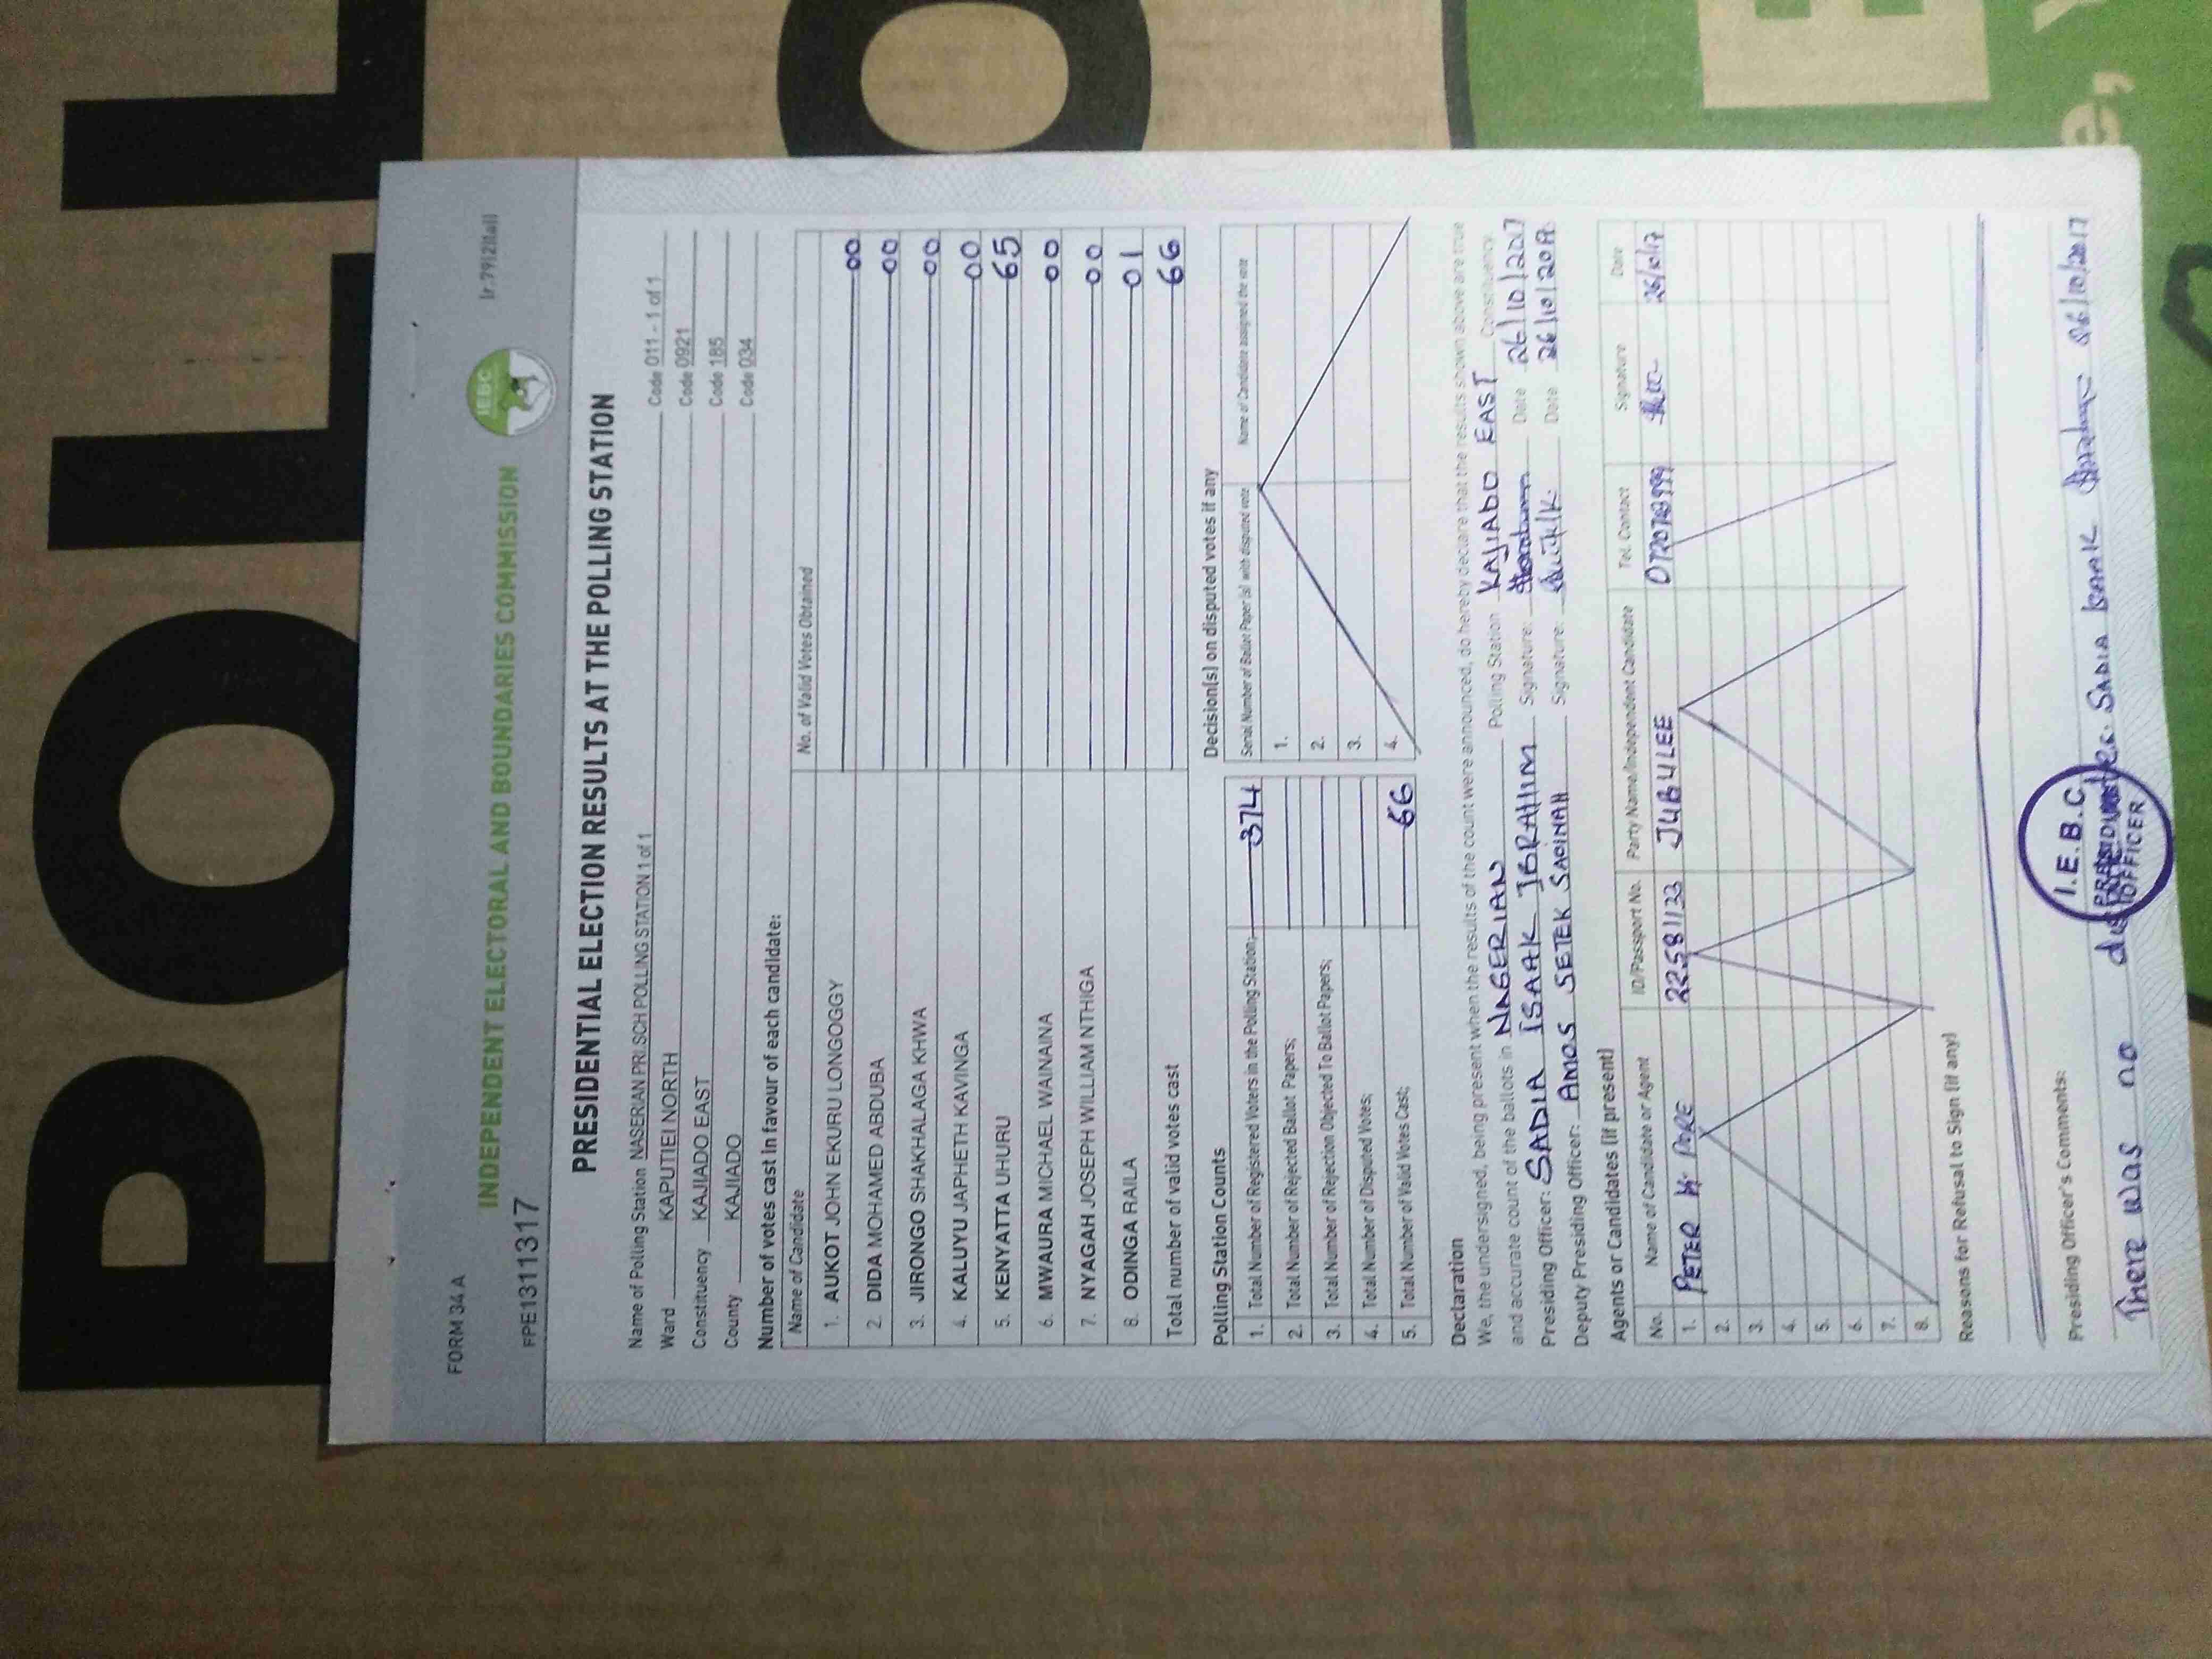 POLL
FORM 34 A
INDEPENDENT ELECTORAL AND BOUNDARIES COMMISSION
IEBC
FPE1311317
PRESIDENTIAL ELECTION RESULTS AT THE POLLING STATION
Name of Polling Station NASERIAN PRI SCH POLLING STATION 1 of 1 Code 011 - 1 of 1
Ward KAPUTIEI NORTH Code 0921
Constituency KAJIADO EAST Code 185
County KAJIADO Code 034
Number of votes cast in favour of each candidate:
Name of Candidate No. of Valid Votes Obtained
1. AUKOT JOHN EKURU LONGOGGY 00
2. DIDA MOHAMED ABDUBA 00
3. JIRONGO SHAKHALAGA KHWA 00
4. KALUYU JAPHETH KAVINGA 00
5. KENYATTA UHURU 65
6. MWAURA MICHAEL WAINAINA 00
7. NYAGAH JOSEPH WILLIAM NTHIGA 00
8. ODINGA RAILA 01
Total number of valid votes cast 66
Polling Station Counts Decision(s) on disputed votes if any
Serial Number of Ballot Paper (s) with disputed vote Name of Candidate assigned the vote
1. Total Number of Registered Voters in the Polling Station; 374 1.
2. Total Number of Rejected Ballot Papers; 2.
3. Total Number of Rejection Objected To Ballot Papers; 3.
4. Total Number of Disputed Votes; 4.
5. Total Number of Valid Votes Cast; 66
Declaration
We, the undersigned, being present when the results of the count were announced, do hereby declare that the results shown above are true
and accurate count of the ballots in NASERIAN Polling Station KAJIADO EAST Constituency
Presiding Officer: SADIA ISAAK IBRAHIM Signature: Date 26/10/2017
Deputy Presiding Officer: AMOS SETEK Signature: Date 26/10/2017
Agents or Candidates (if present)
No. Name of Candidate or Agent ID/Passport No. Party Name/Independent Candidate Tel. Contact Signature Date
1. PETER 22581122 JUBULEE 26/10/17
2.
3.
4.
5.
6.
7.
8.
Reasons for Refusal to Sign (if any)
Presiding Officer's Comments:
There was no SADIA ISAAK 26/10/2017
I.E.B.C.
PRESIDING
OFFICER